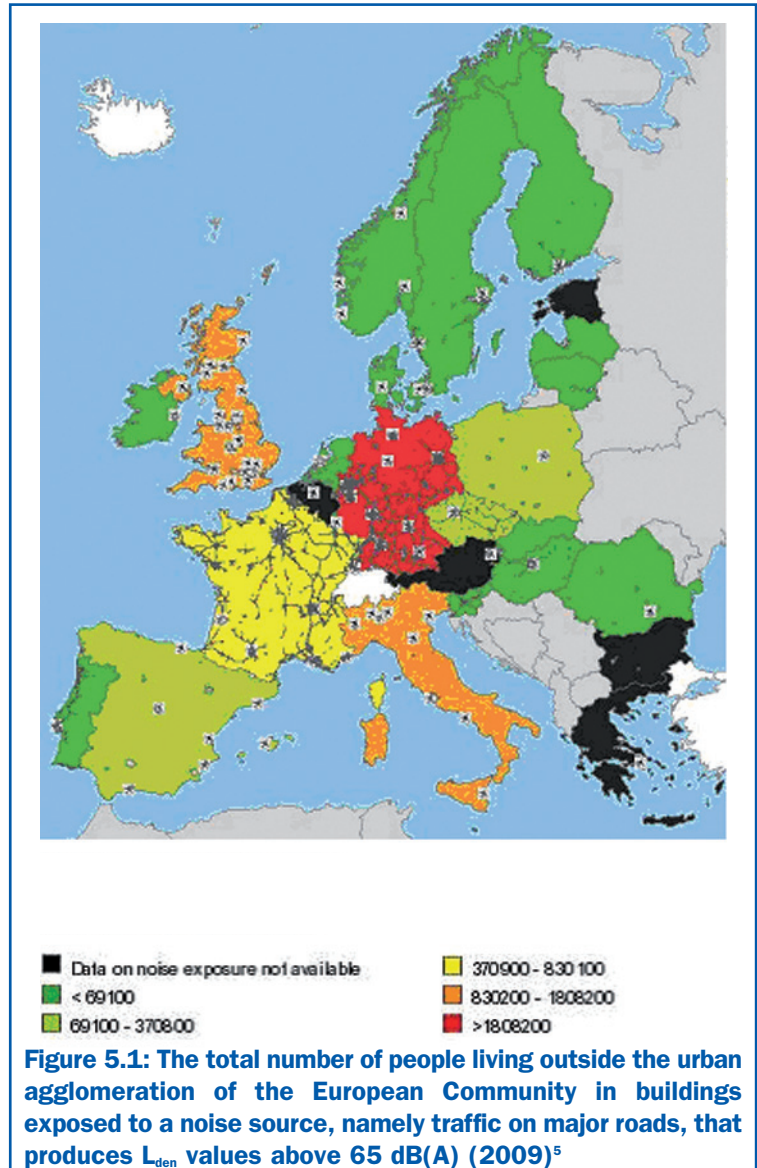 Data on noise exposure not available
< 69100
69100 - 370800
370900 - 830100
830200 - 1808200
>1808200
Figure 5.1: The total number of people living outside the urban
agglomeration of the European Community in buildings
exposed to a noise source, namely traffic on major roads, that
produces Lden values above 65 dB(A) (2009)5